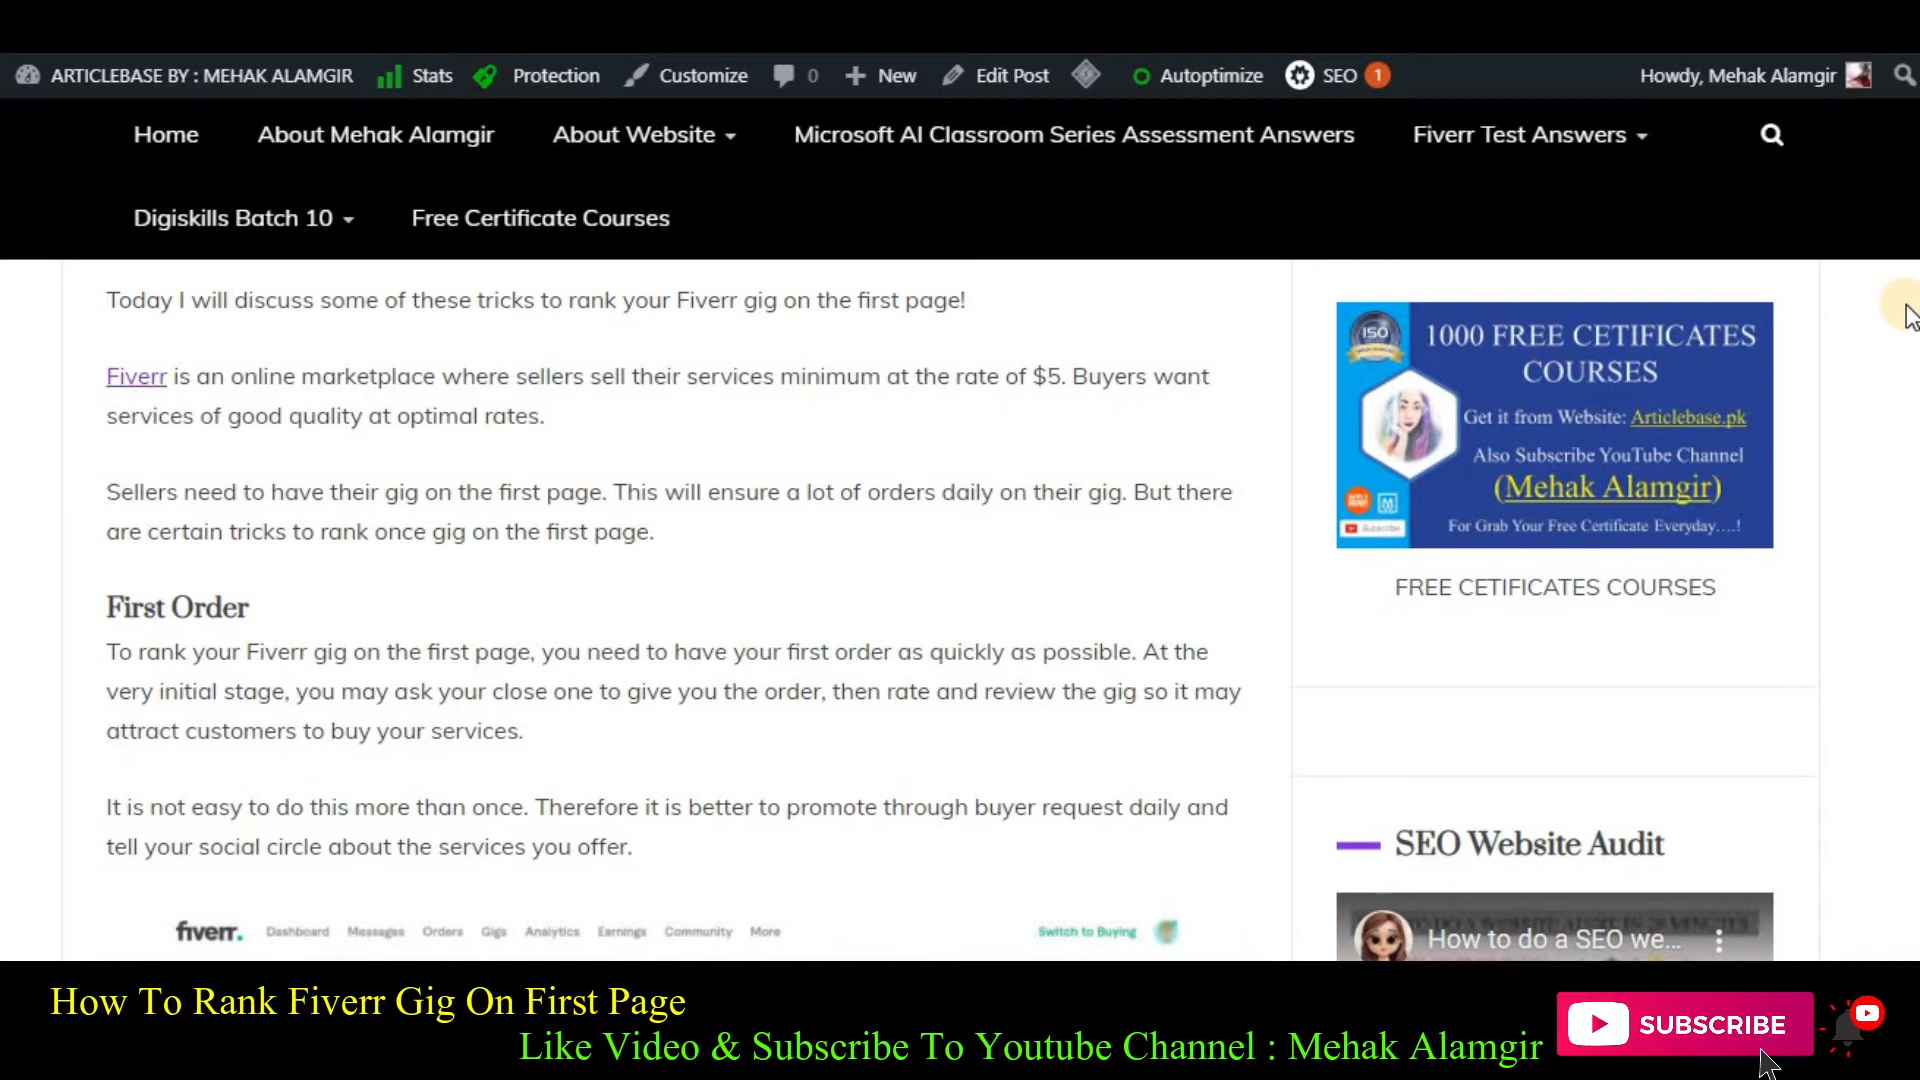 ARTICLEBASE BY : MEHAK ALAMGIR Stats Protection Customize 0 New Edit Post Autoptimize SEO 1 Howdy, Mehak Alamgir
Home About Mehak Alamgir About Website Microsoft AI Classroom Series Assessment Answers Fiverr Test Answers
Digiskills Batch 10 Free Certificate Courses
Today I will discuss some of these tricks to rank your Fiverr gig on the first page!
Fiverr is an online marketplace where sellers sell their services minimum at the rate of $5. Buyers want
services of good quality at optimal rates.
Sellers need to have their gig on the first page. This will ensure a lot of orders daily on their gig. But there
are certain tricks to rank once gig on the first page.
First Order
To rank your Fiverr gig on the first page, you need to have your first order as quickly as possible. At the
very initial stage, you may ask your close one to give you the order, then rate and review the gig so it may
attract customers to buy your services.
It is not easy to do this more than once. Therefore it is better to promote through buyer request daily and
tell your social circle about the services you offer.
fiverr. Dashboard Messages Orders Gigs Analytics Earnings Community More Switch to Buying
ISO
1000 FREE CETIFICATES
COURSES
Get it from Website: Articlebase.pk
Also Subscribe YouTube Channel
(Mehak Alamgir)
For Grab Your Free Certificate Everyday....!
Subscribe
FREE CETIFICATES COURSES
SEO Website Audit
How to do a SEO we...
How To Rank Fiverr Gig On First Page
Like Video & Subscribe To Youtube Channel : Mehak Alamgir
SUBSCRIBE